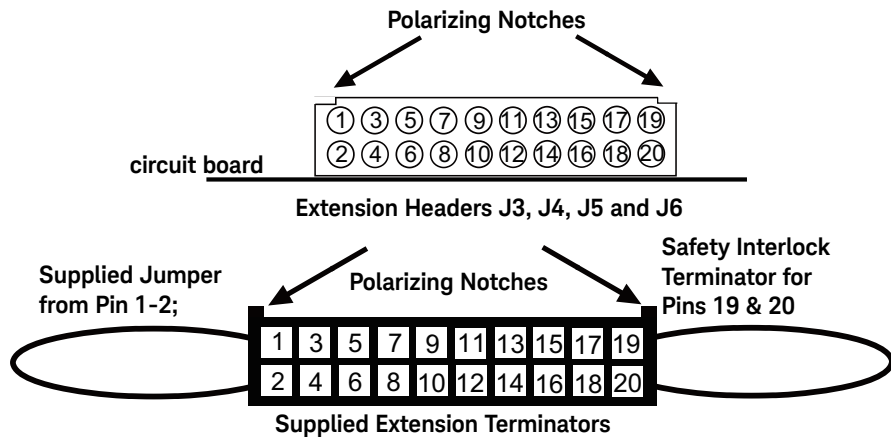 Polarizing Notches
1 3 5 7 9 11 13 15 17 19
2 4 6 8 10 12 14 16 18 20
circuit board
Extension Headers J3, J4, J5 and J6
Supplied Jumper
from Pin 1-2;
Polarizing Notches
Safety Interlock
Terminator for
Pins 19 & 20
1 3 5 7 9 11 13 15 17 19
2 4 6 8 10 12 14 16 18 20
Supplied Extension Terminators